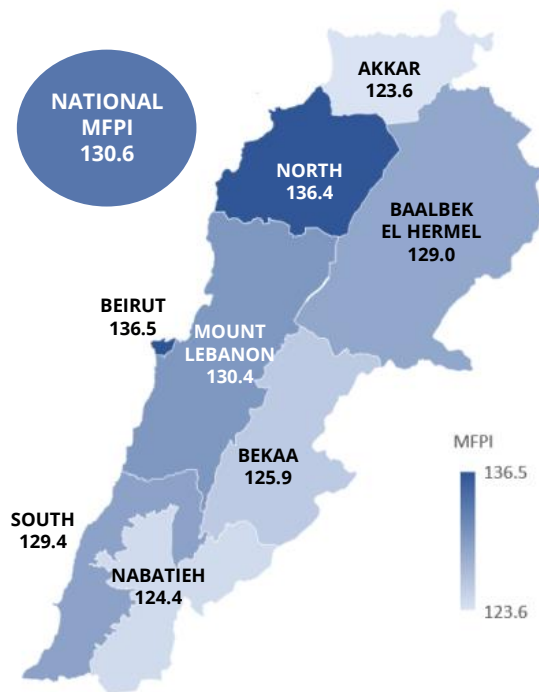 AKKAR
123.6
NATIONAL
MFPI
130.6
NORTH
136.4
BAALBEK
EL HERMEL
129.0
BEIRUT
136.5
MOUNT
LEBANON
130.4
BEKAA
125.9
MFPI
136.5
123.6
SOUTH
129.4
NABATIEH
124.4